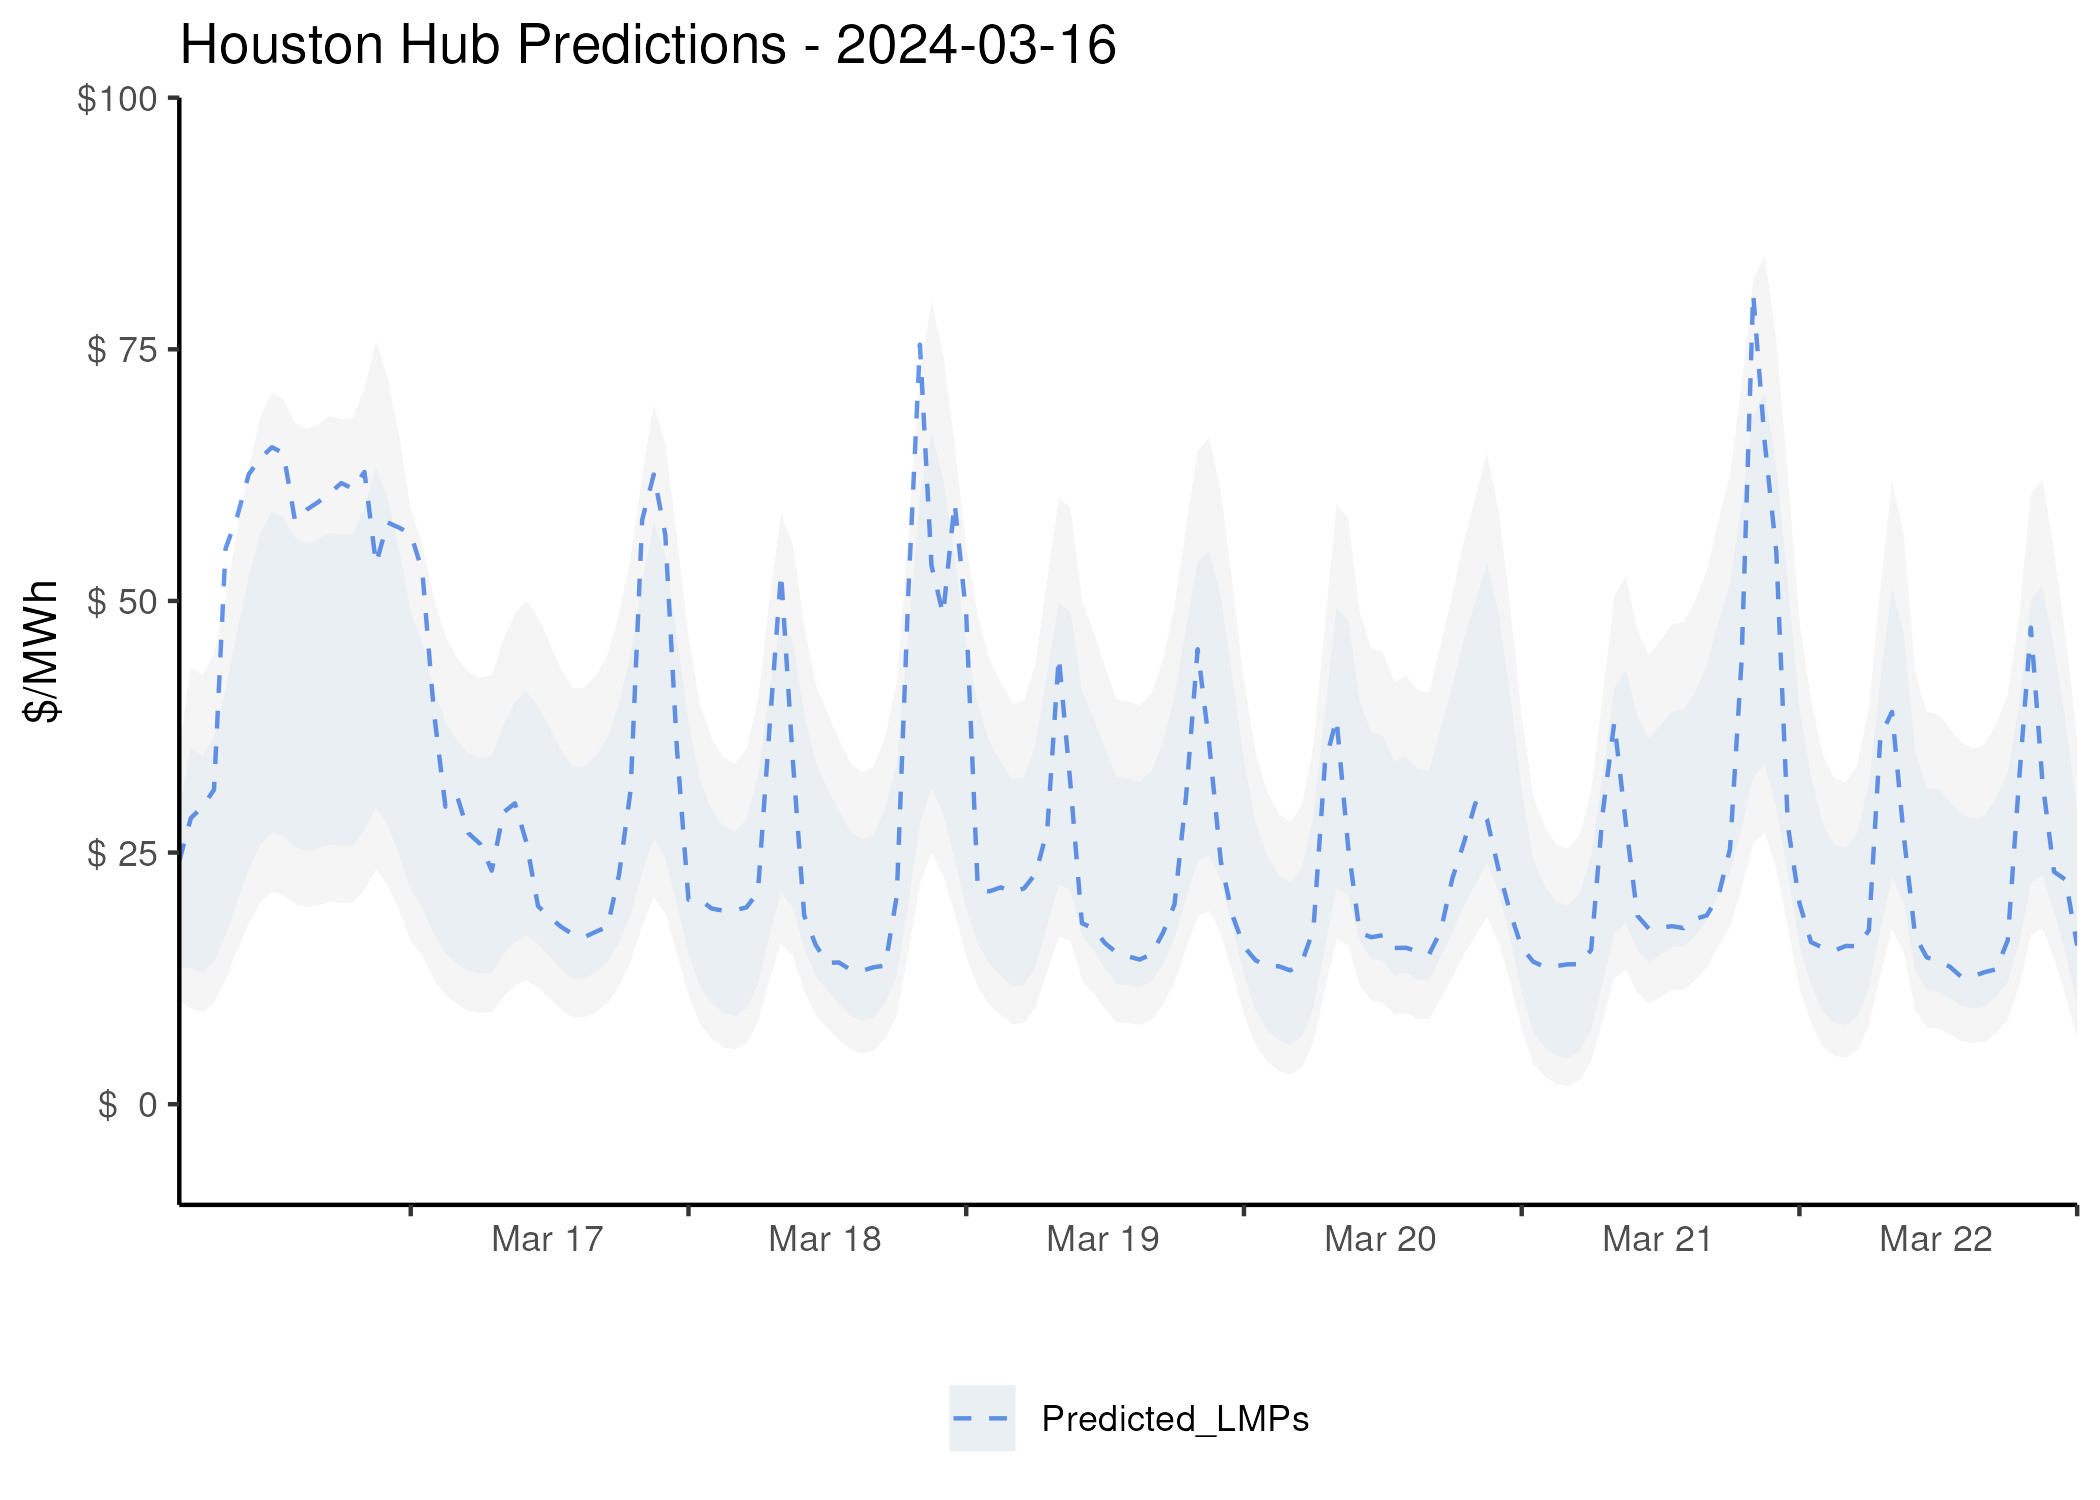 Houston Hub Predictions - 2024-03-16
$100
$ 75
$ 50
$ 25
$ 0
$/MWh
Mar 17 Mar 18 Mar 19 Mar 20 Mar 21 Mar 22
Predicted_LMPs